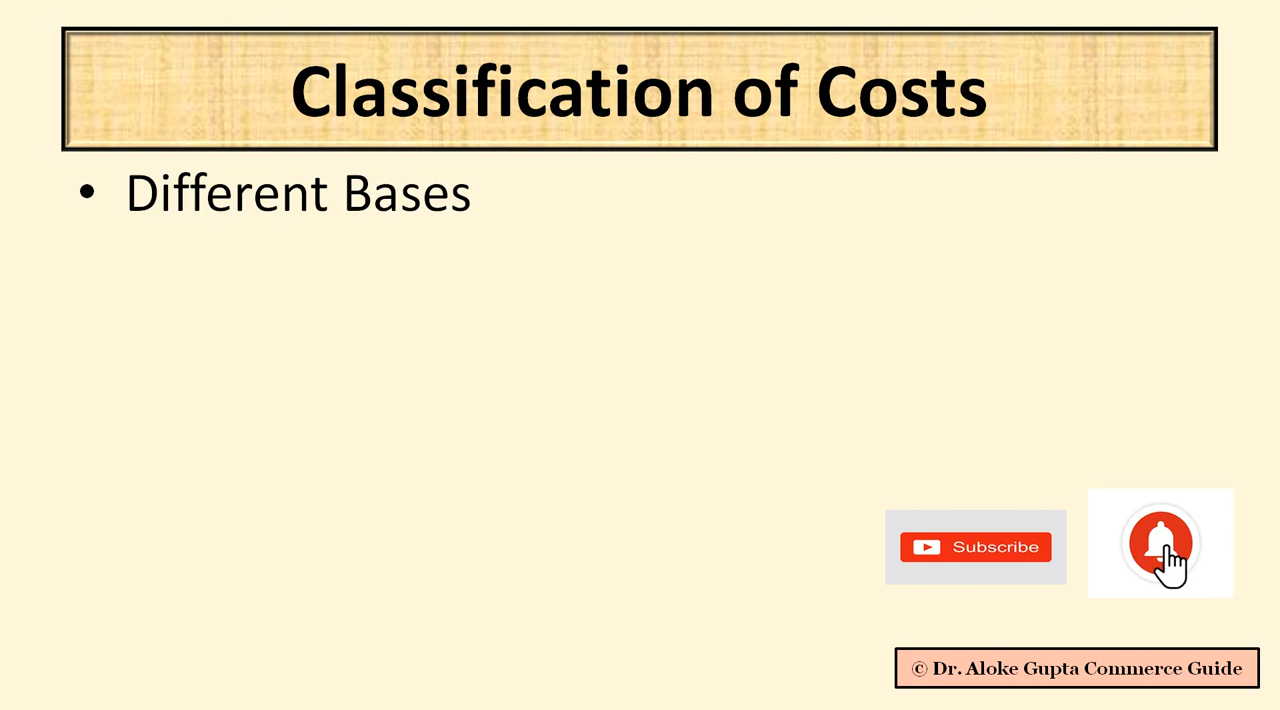 Classification of Costs
• Different Bases
Subscribe
© Dr. Aloke Gupta Commerce Guide